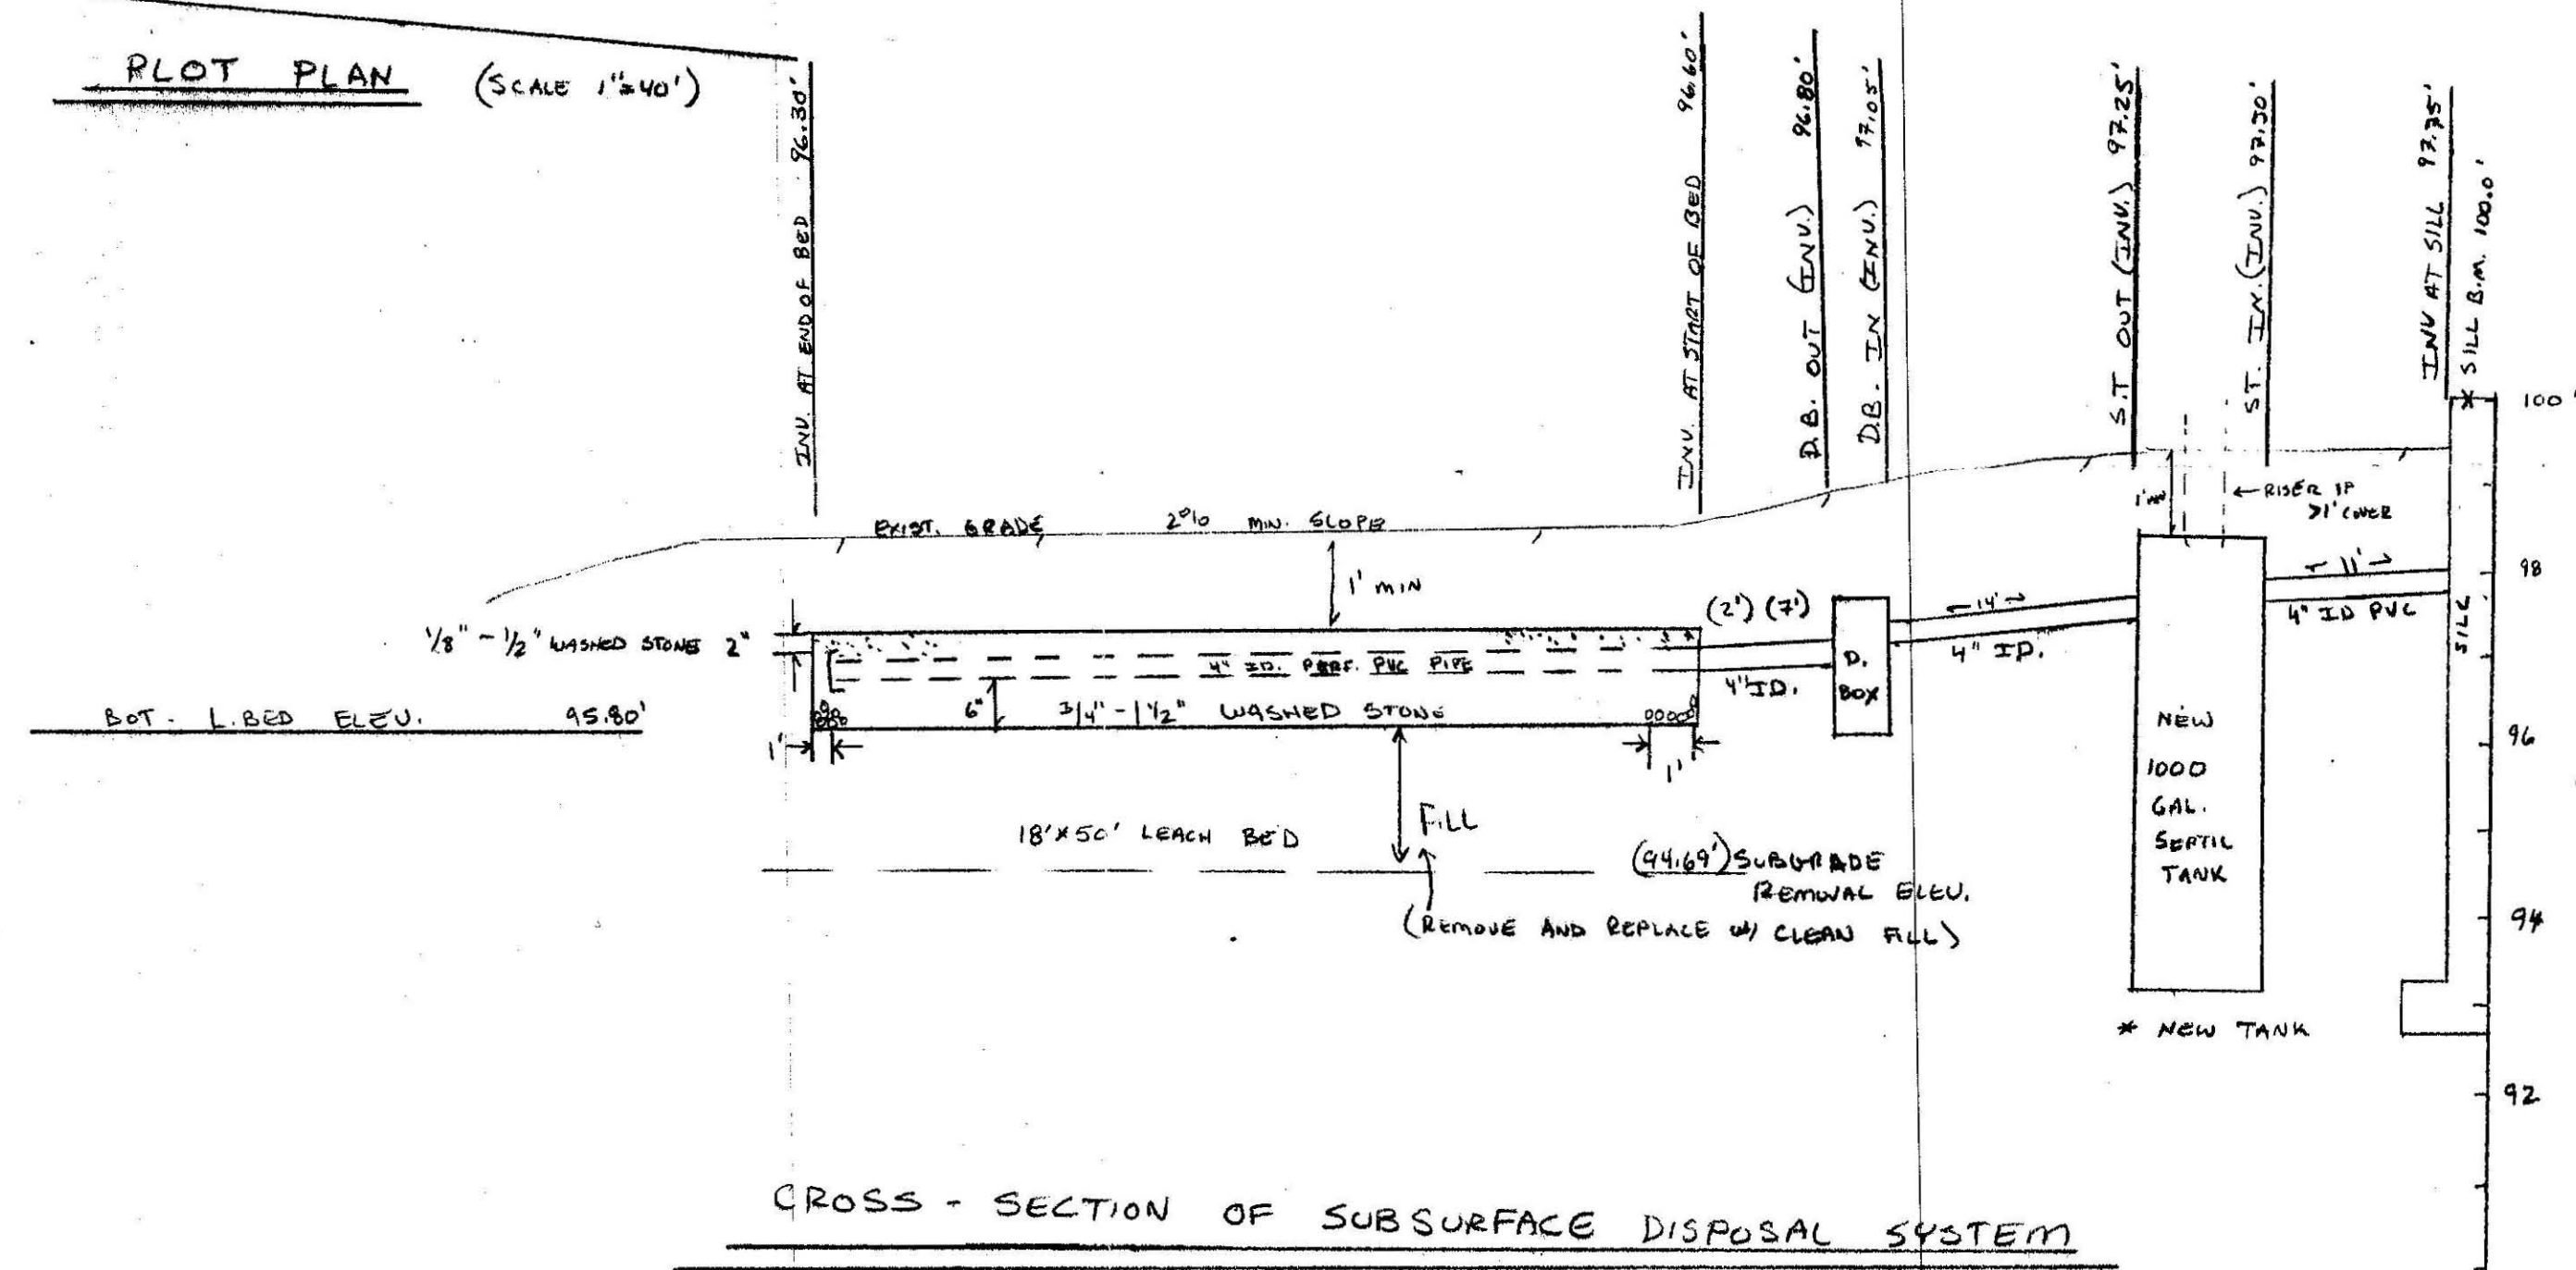 PLOT PLAN (SCALE 1"=40')
INV. AT END OF BED 96.30'
INV. AT START OF BED 96.60'
D.B. OUT (INV.) 96.80'
D.B. IN (INV.) 97.05'
S.T OUT (INV.) 97.25'
ST. IN. (INV.) 97.50'
INV AT SILL 97.75'
* SILL B.M. 100.0'
100'
1' MIN
← RISER IF
>1' COVER
EXIST. GRADE 2% MIN. SLOPE
1' MIN
98
← 11' →
4" ID PVC
SILL
(2') (7')
← 14' →
4" ID.
1/8" - 1/2" WASHED STONE 2"
4" ID. PERF. PVC PIPE
4" ID.
D.
BOX
BOT. L.BED ELEV. 95.80'
6" 3/4" - 1 1/2" WASHED STONE
96
1'
1'
NEW
1000
GAL.
SEPTIC
TANK
18' X 50' LEACH BED
FILL
(94.69') SUBGRADE
REMOVAL ELEV.
(REMOVE AND REPLACE W/ CLEAN FILL)
94
* NEW TANK
92
CROSS - SECTION OF SUBSURFACE DISPOSAL SYSTEM